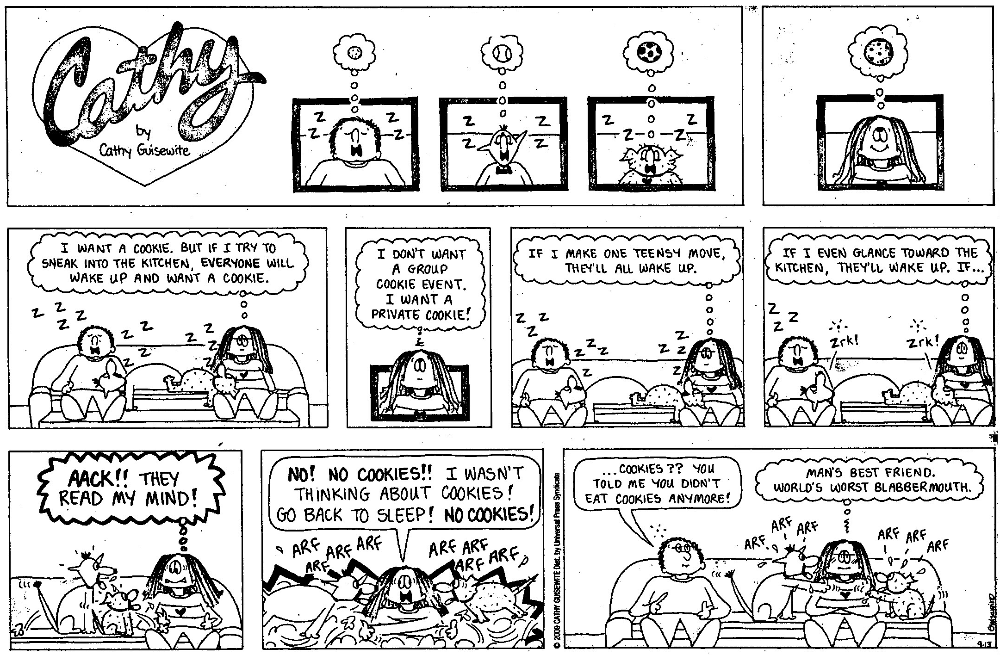 Cathy
by
Cathy Guisewite
Z Z
Z Z
Z Z
Z Z
Z Z
Z Z
I WANT A COOKIE. BUT IF I TRY TO
SNEAK INTO THE KITCHEN, EVERYONE WILL
WAKE UP AND WANT A COOKIE.
Z Z Z Z
Z Z Z Z
Z Z Z
I DON'T WANT
A GROUP
COOKIE EVENT.
I WANT A
PRIVATE COOKIE!
IF I MAKE ONE TEENSY MOVE,
THEY'LL ALL WAKE UP.
Z Z Z
Z Z Z Z
Z Z Z Z
IF I EVEN GLANCE TOWARD THE
KITCHEN, THEY'LL WAKE UP. IF...
Z Z Z
Zrk!
Zrk!
AACK!! THEY
READ MY MIND!
NO! NO COOKIES!! I WASN'T
THINKING ABOUT COOKIES!
GO BACK TO SLEEP! NO COOKIES!
ARF ARF ARF
ARF
ARF ARF ARF
ARF
© 2009 CATHY GUISEWITE Dist. by Universal Press Syndicate
...COOKIES?? YOU
TOLD ME YOU DIDN'T
EAT COOKIES ANYMORE!
MAN'S BEST FRIEND.
WORLD'S WORST BLABBERMOUTH.
ARF ARF ARF
ARF ARF ARF
GUISEWITE
9.13